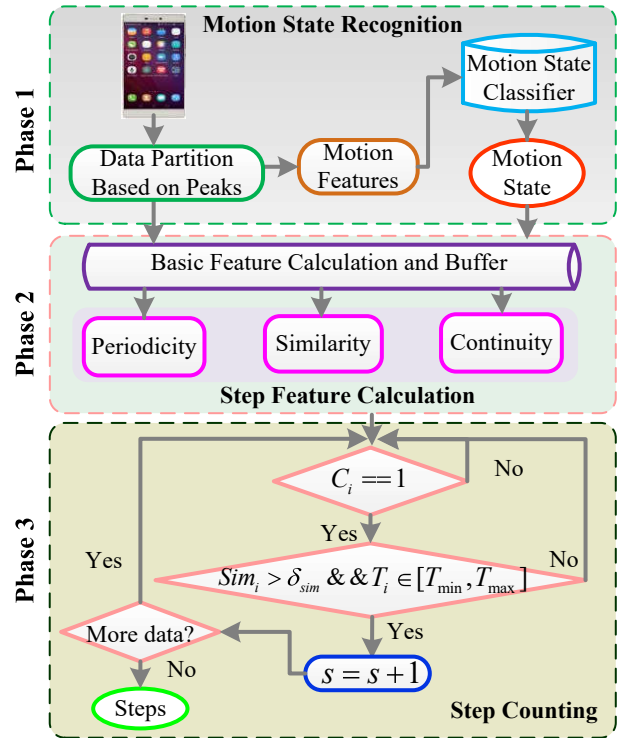 Motion State Recognition
Phase 1
Motion State
Classifier
Data Partition
Based on Peaks
Motion
Features
Motion
State
Phase 2
Basic Feature Calculation and Buffer
Periodicity
Similarity
Continuity
Step Feature Calculation
Phase 3
C_i == 1
No
Yes
Yes
Sim_i > δ_sim && T_i ∈ [T_min, T_max]
No
More data?
Yes
s = s + 1
No
Steps
Step Counting